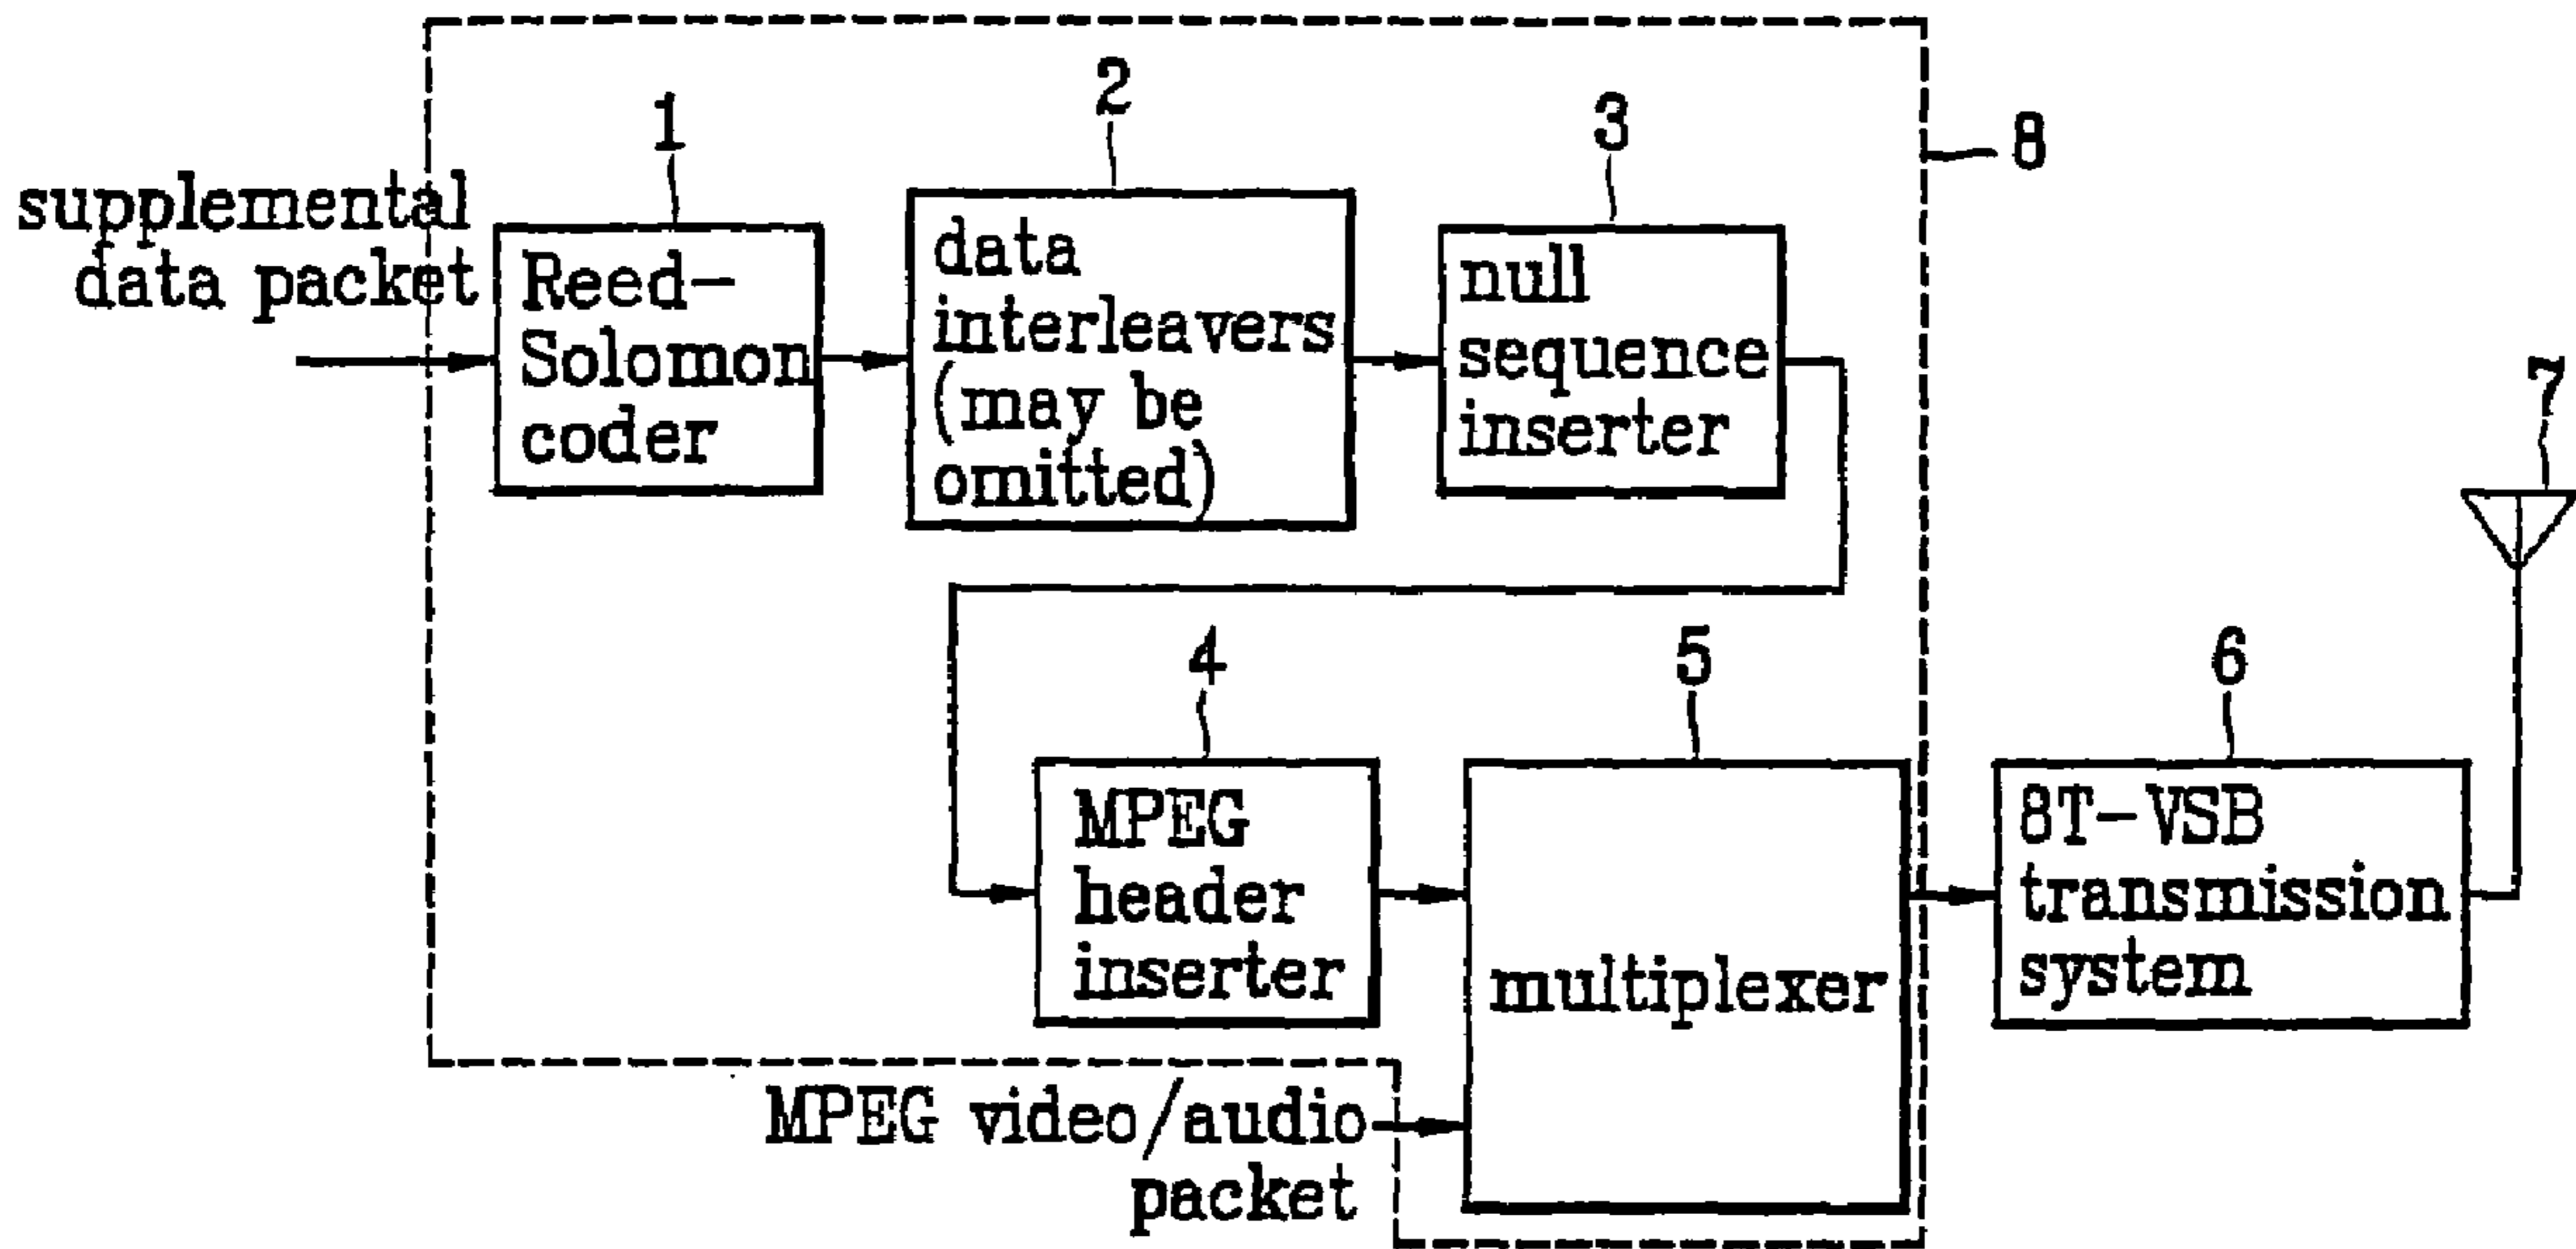 2
1
3
8
supplemental
data packet
Reed-
Solomon
coder
data
interleavers
(may be
omitted)
null
sequence
inserter
7
4
5
6
MPEG
header
inserter
multiplexer
8T-VSB
transmission
system
MPEG video/audio
packet